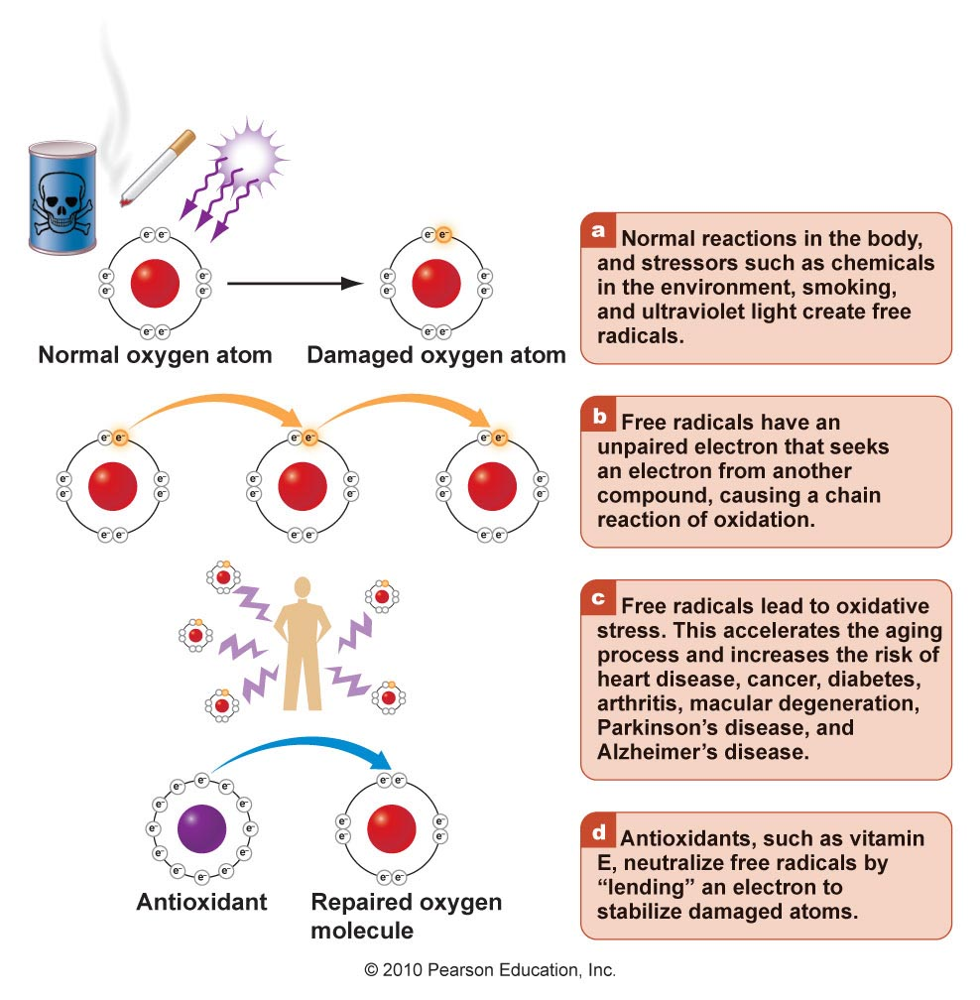 e⁻ e⁻
e⁻ e⁻
e⁻ e⁻
e⁻ e⁻
Normal oxygen atom
e⁻ e⁻
e⁻ e⁻
e⁻ e⁻
e⁻ e⁻
Damaged oxygen atom
a Normal reactions in the body,
and stressors such as chemicals
in the environment, smoking,
and ultraviolet light create free
radicals.
e⁻ e⁻ e⁻ e⁻ e⁻ e⁻
e⁻ e⁻ e⁻ e⁻ e⁻ e⁻
e⁻ e⁻ e⁻ e⁻ e⁻ e⁻
e⁻ e⁻ e⁻ e⁻ e⁻ e⁻
b Free radicals have an
unpaired electron that seeks
an electron from another
compound, causing a chain
reaction of oxidation.
c Free radicals lead to oxidative
stress. This accelerates the aging
process and increases the risk of
heart disease, cancer, diabetes,
arthritis, macular degeneration,
Parkinson’s disease, and
Alzheimer’s disease.
e⁻
e⁻ e⁻
e⁻ e⁻
e⁻ e⁻
e⁻ e⁻
e⁻ e⁻
e⁻
Antioxidant
e⁻ e⁻
e⁻ e⁻
e⁻ e⁻
e⁻ e⁻
Repaired oxygen
molecule
d Antioxidants, such as vitamin
E, neutralize free radicals by
“lending” an electron to
stabilize damaged atoms.
© 2010 Pearson Education, Inc.